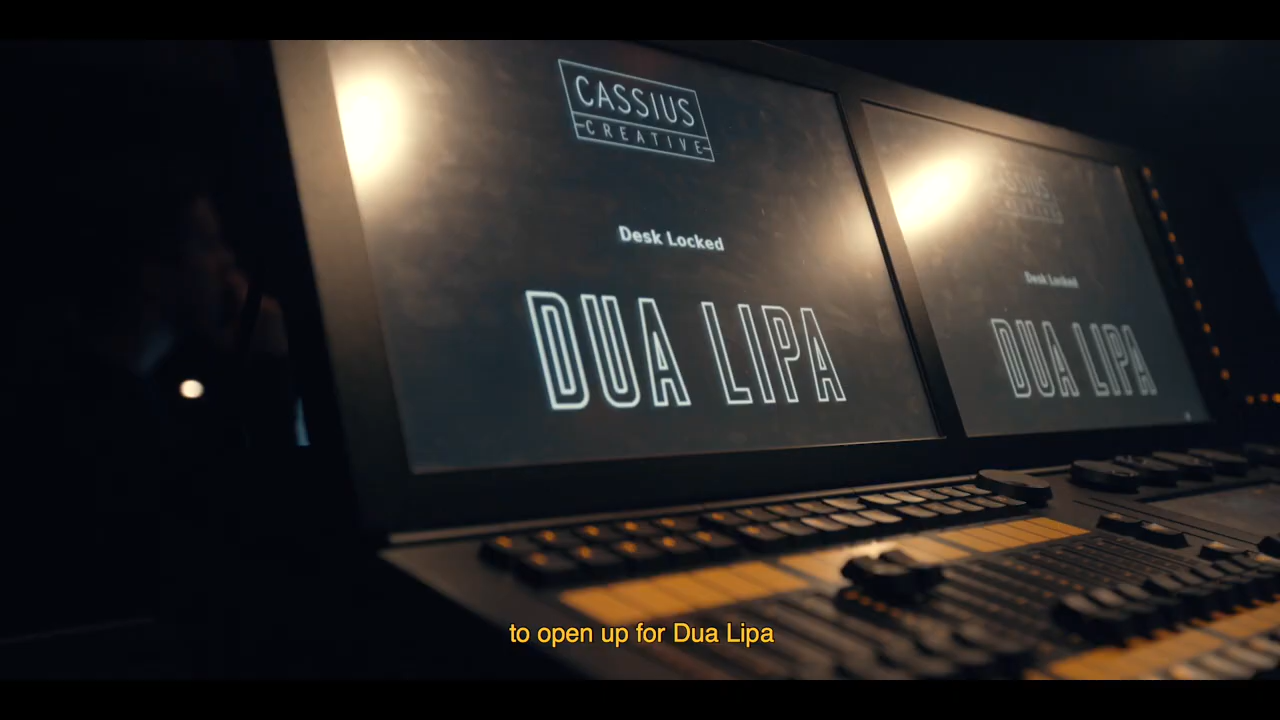 CASSIUS
CREATIVE
Desk Locked
DUA LIPA
CASSIUS
CREATIVE
Desk Locked
DUA LIPA
to open up for Dua Lipa